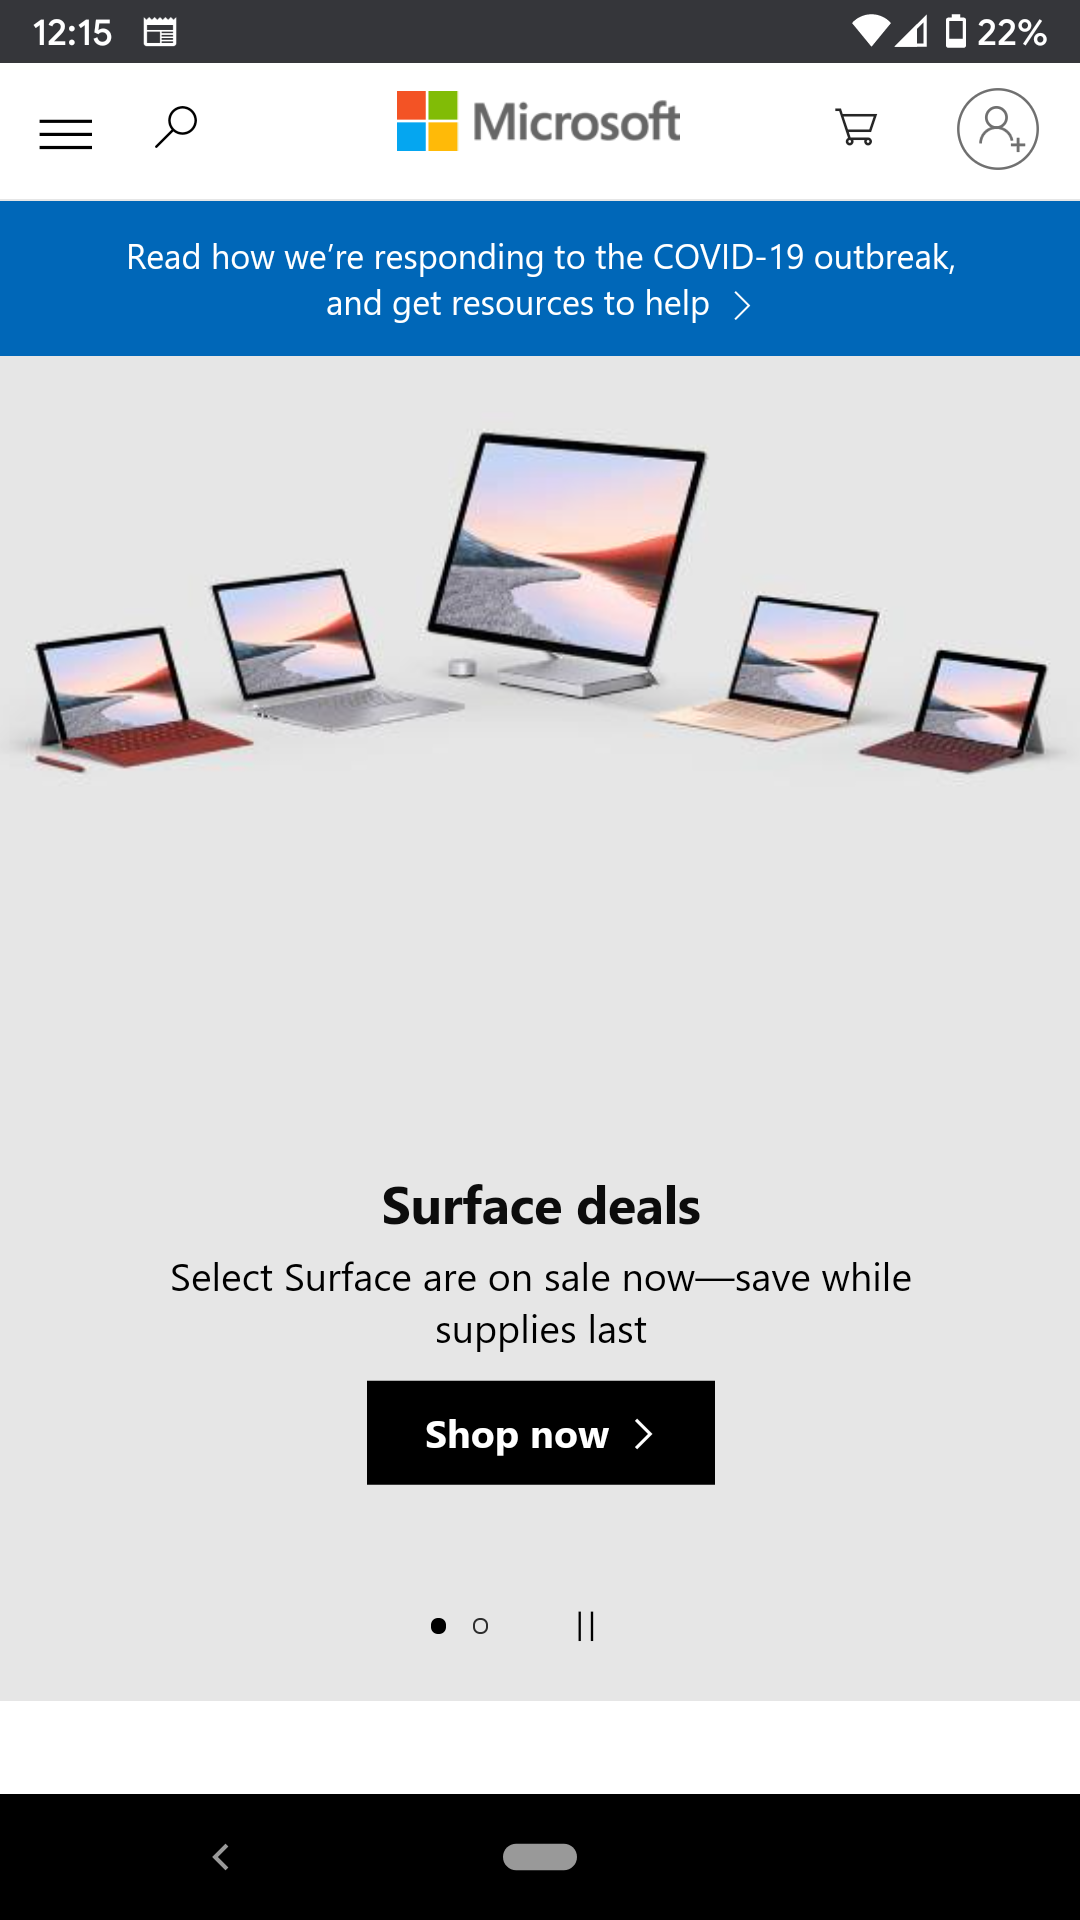 12:15
22%
Microsoft
Read how we’re responding to the COVID-19 outbreak,
and get resources to help
Surface deals
Select Surface are on sale now—save while
supplies last
Shop now